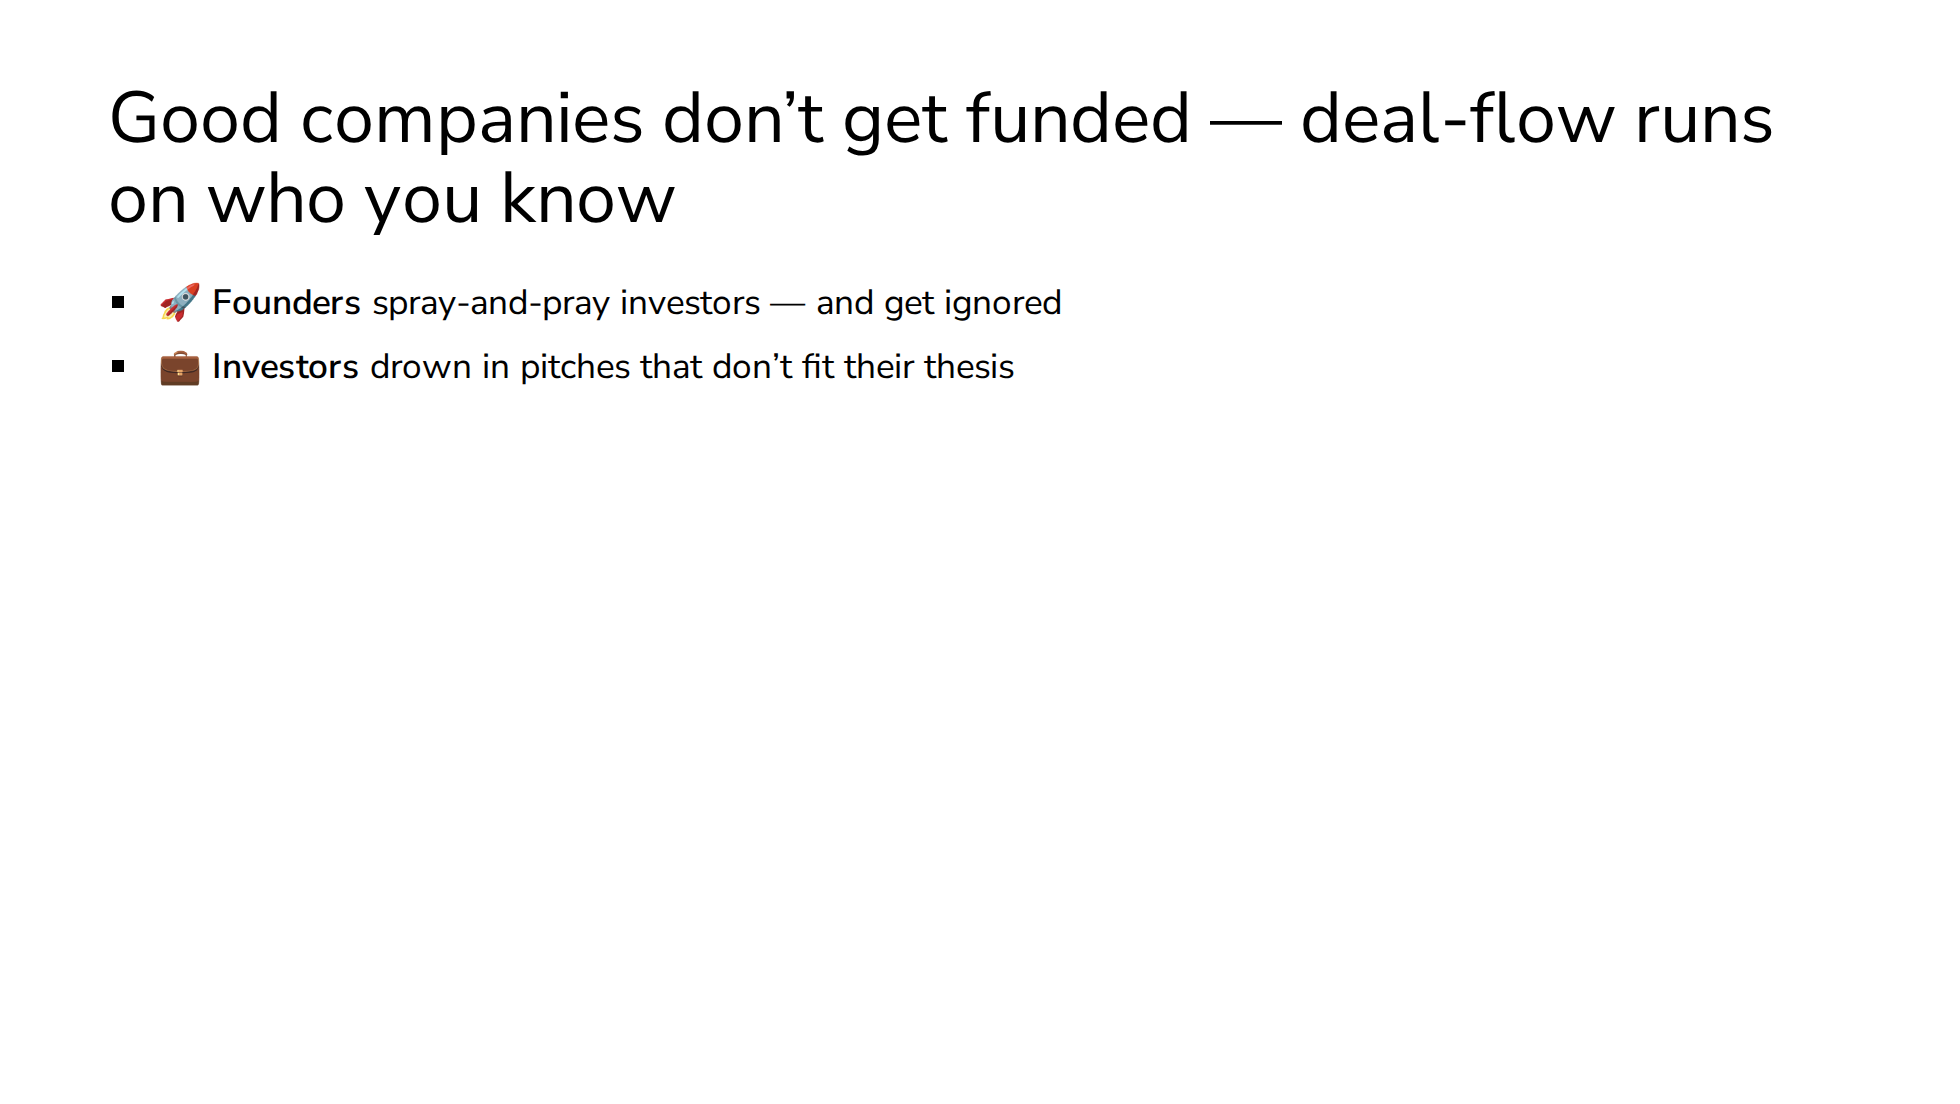 Good companies don’t get funded — deal-flow runs
on who you know
▪ 🚀 Founders spray-and-pray investors — and get ignored
▪ 💼 Investors drown in pitches that don’t fit their thesis